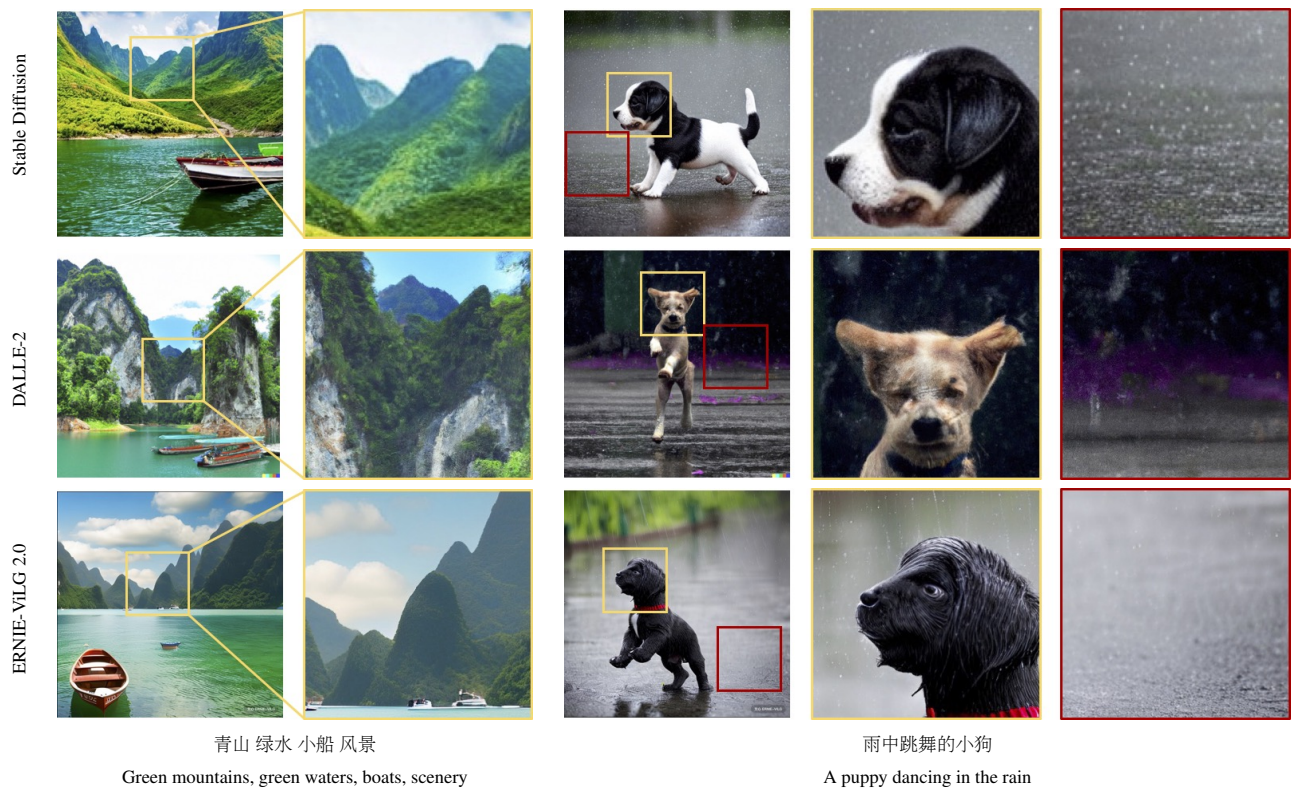 Stable Diffusion
DALLE-2
ERNIE-ViLG 2.0
青山 绿水 小船 风景
Green mountains, green waters, boats, scenery
雨中跳舞的小狗
A puppy dancing in the rain